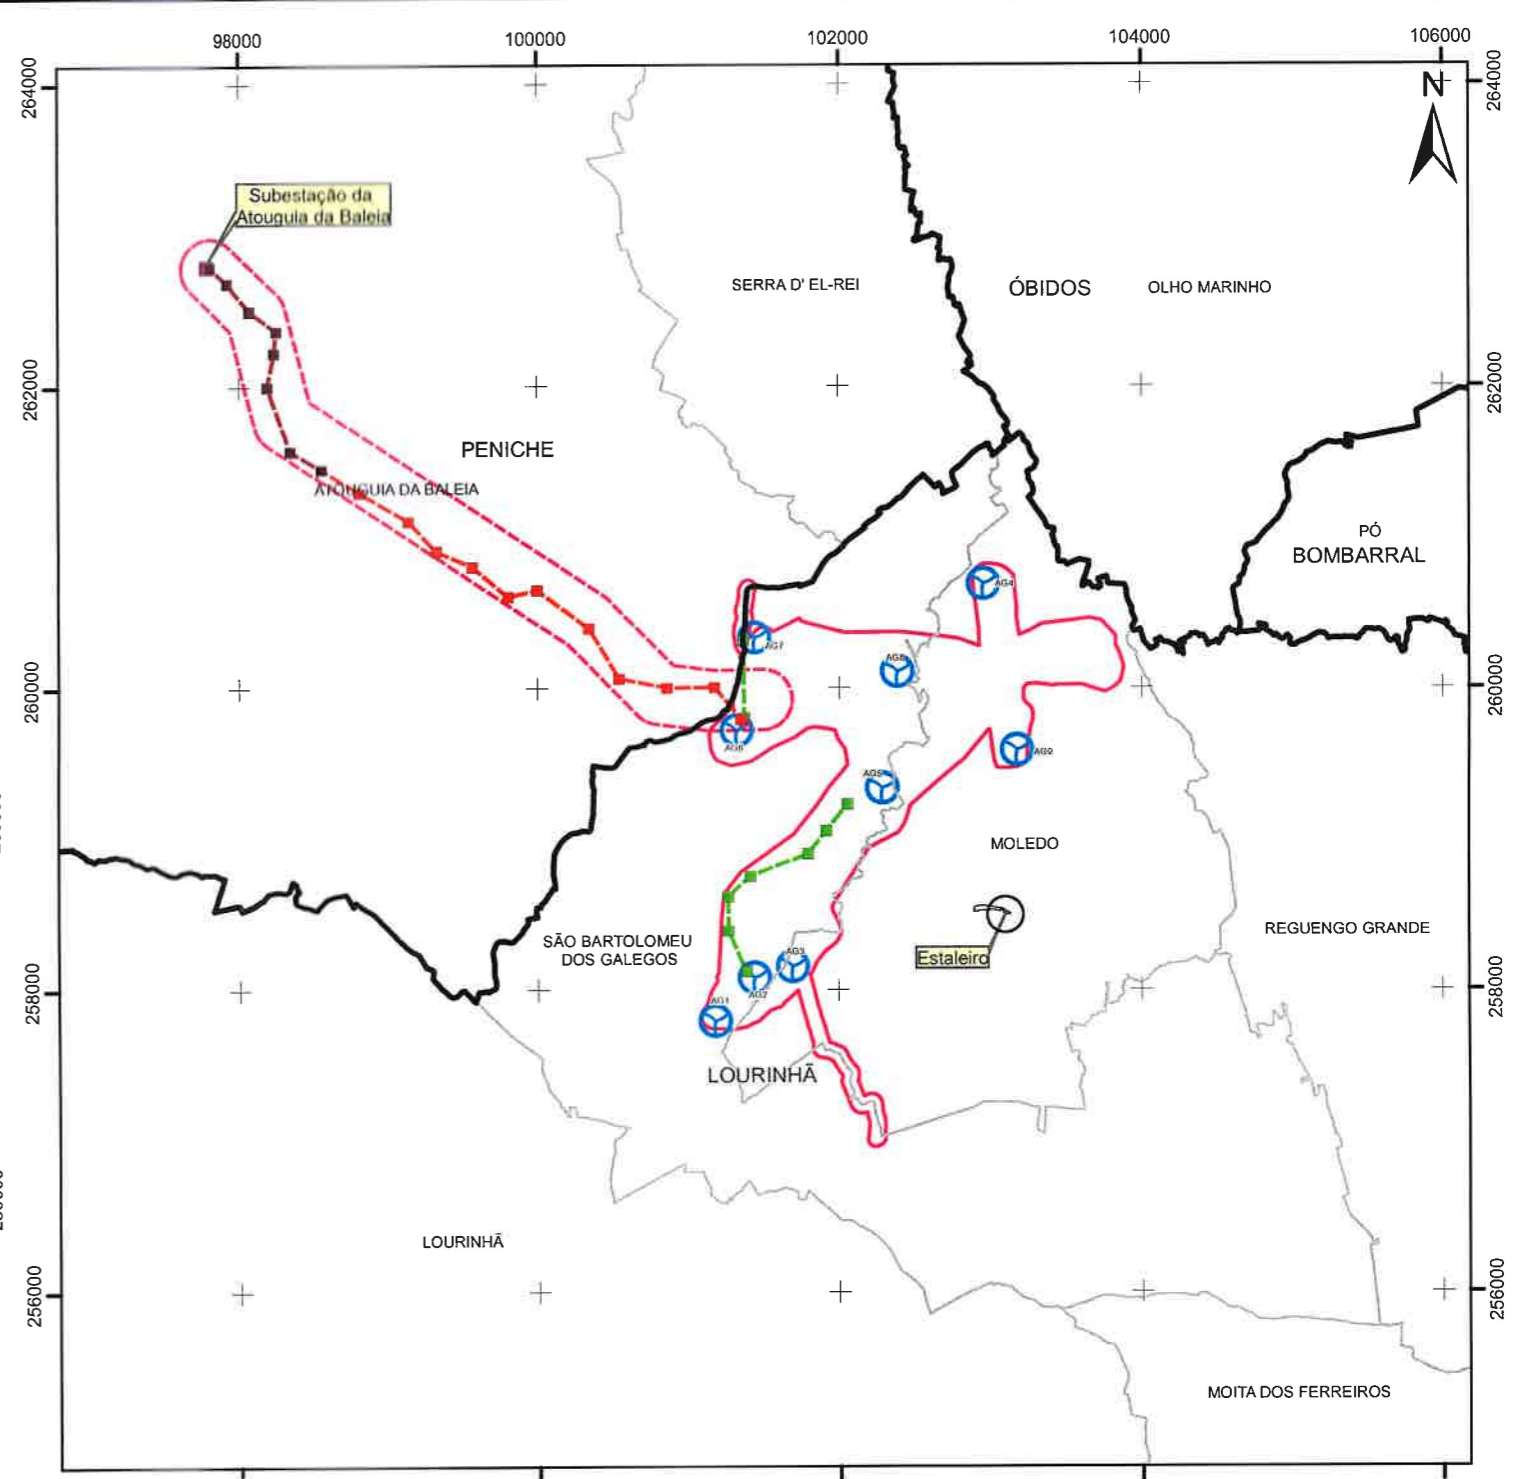 98000
100000
102000
104000
106000
264000
264000
N
Subestação da
Atouguia da Baleia
SERRA D' EL-REI
ÓBIDOS
OLHO MARINHO
262000
262000
PENICHE
ATOUGUIA DA BALEIA
PÓ
BOMBARRAL
AG4
AG7
AG8
260000
260000
AG6
AG9
AG5
MOLEDO
SÃO BARTOLOMEU
DOS GALEGOS
REGUENGO GRANDE
Estaleiro
AG3
258000
258000
AG2
AG1
LOURINHÃ
LOURINHÃ
256000
256000
MOITA DOS FERREIROS